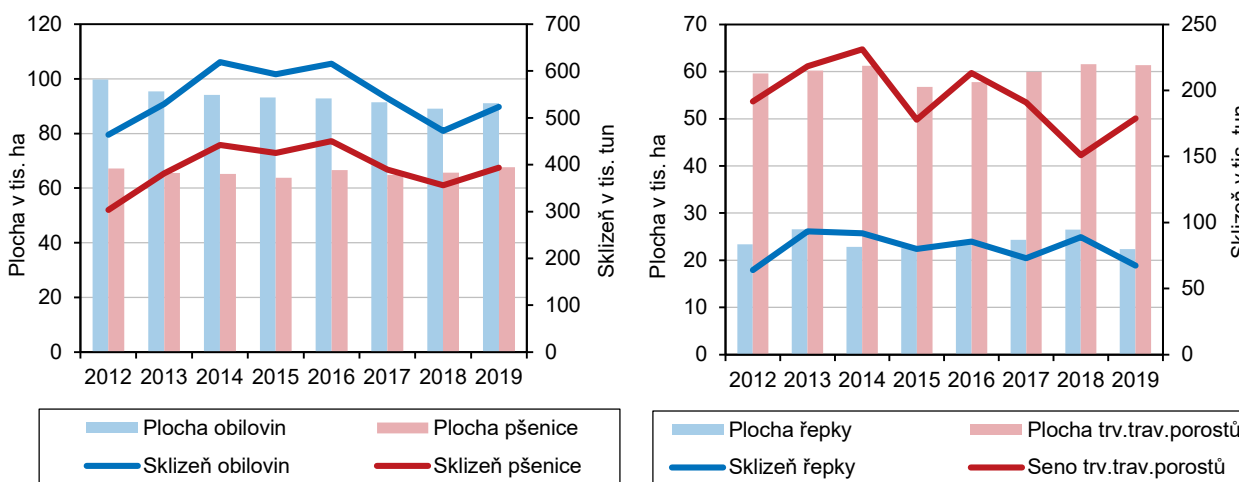 120
100
80
60
40
20
0
Plocha v tis. ha
700
600
500
400
300
200
100
0
Sklizeň v tis. tun
2012 2013 2014 2015 2016 2017 2018 2019
Plocha obilovin
Plocha pšenice
Sklizeň obilovin
Sklizeň pšenice
70
60
50
40
30
20
10
0
Plocha v tis. ha
250
200
150
100
50
0
Sklizeň v tis. tun
2012 2013 2014 2015 2016 2017 2018 2019
Plocha řepky
Plocha trv.trav.porostů
Sklizeň řepky
Seno trv.trav.porostů